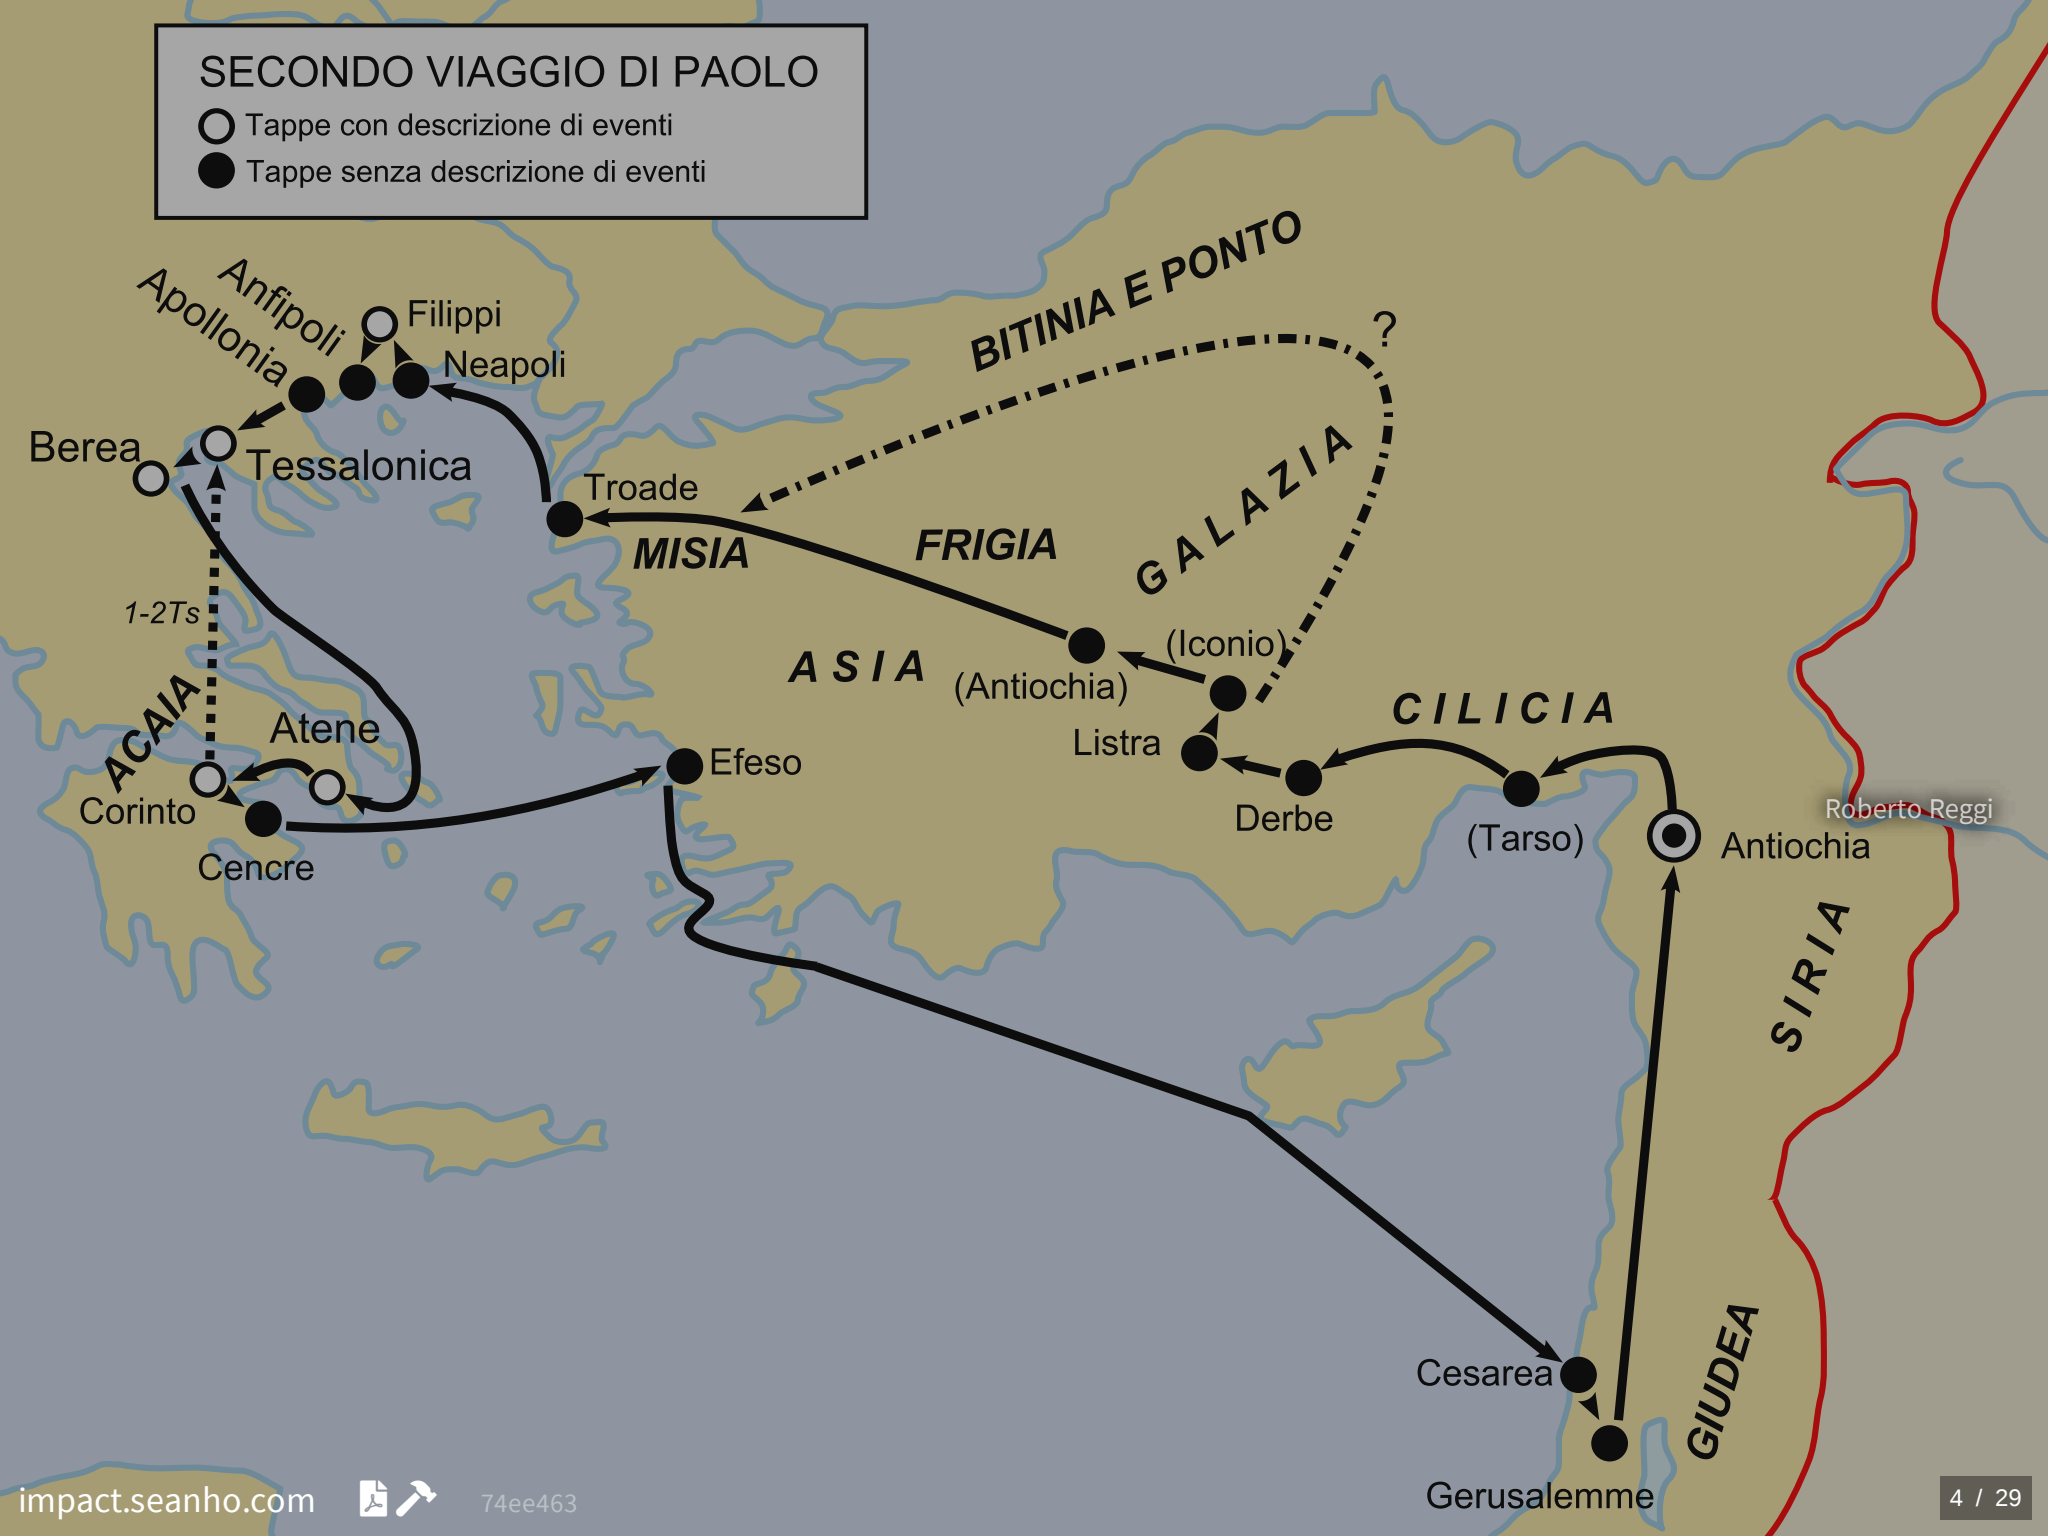 SECONDO VIAGGIO DI PAOLO
Tappe con descrizione di eventi
Tappe senza descrizione di eventi
BITINIA E PONTO
Anfipoli
Apollonia
Filippi
Neapoli
?
Berea
Tessalonica
Troade
MISIA
FRIGIA
GALAZIA
1-2Ts
ASIA
(Iconio)
(Antiochia)
ACAIA
Atene
Listra
CILICIA
Efeso
Corinto
Derbe
(Tarso)
Roberto Reggi
Antiochia
Cencre
SIRIA
Cesarea
GIUDEA
Gerusalemme
impact.seanho.com
74ee463
4 / 29